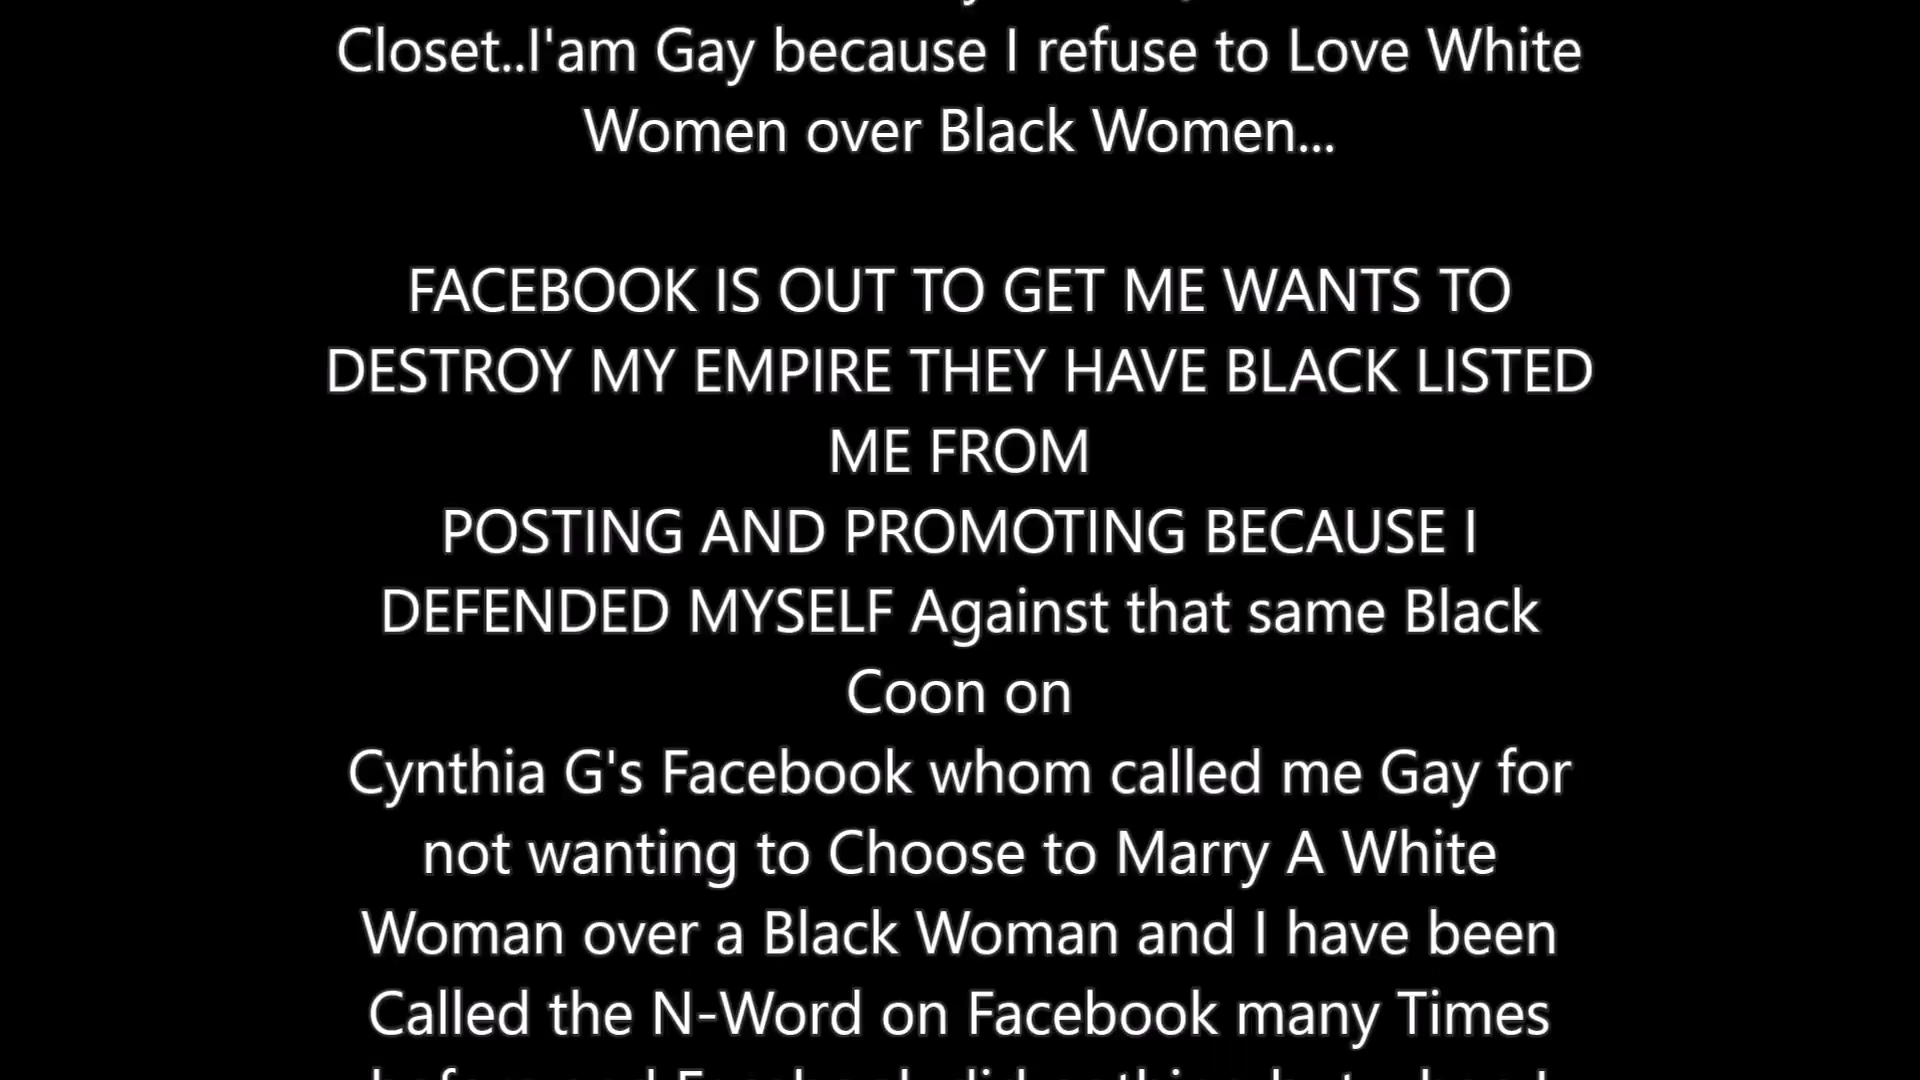 Closet..I'am Gay because I refuse to Love White
Women over Black Women...
FACEBOOK IS OUT TO GET ME WANTS TO
DESTROY MY EMPIRE THEY HAVE BLACK LISTED
ME FROM
POSTING AND PROMOTING BECAUSE I
DEFENDED MYSELF Against that same Black
Coon on
Cynthia G's Facebook whom called me Gay for
not wanting to Choose to Marry A White
Woman over a Black Woman and I have been
Called the N-Word on Facebook many Times